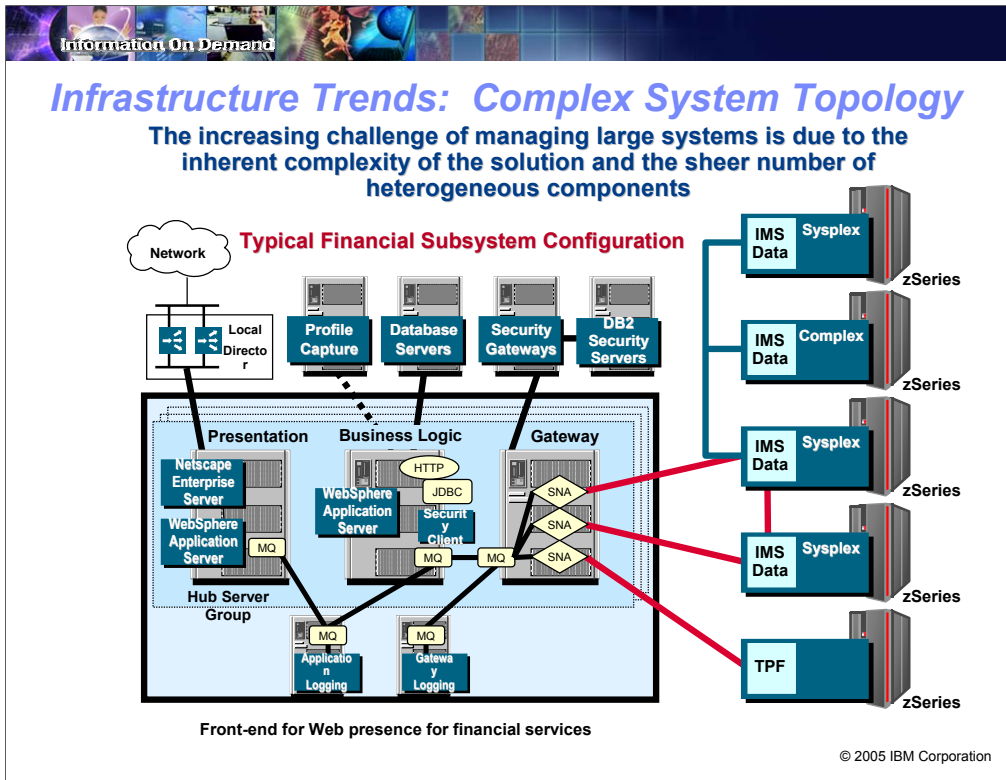 Information On Demand
Infrastructure Trends: Complex System Topology
The increasing challenge of managing large systems is due to the
inherent complexity of the solution and the sheer number of
heterogeneous components
Typical Financial Subsystem Configuration
Network
Local
Directo
r
Profile
Capture
Database
Servers
Security
Gateways
DB2
Security
Servers
IMS
Data
Sysplex
zSeries
IMS
Data
Complex
zSeries
IMS
Data
Sysplex
zSeries
IMS
Data
Sysplex
zSeries
TPF
zSeries
Presentation
Netscape
Enterprise
Server
WebSphere
Application
Server
MQ
Hub Server
Group
Business Logic
HTTP
JDBC
WebSphere
Application
Server
Securit
y
Client
MQ
Gateway
SNA
SNA
SNA
MQ
MQ
Applicatio
n
Logging
MQ
Gatewa
y
Logging
Front-end for Web presence for financial services
© 2005 IBM Corporation